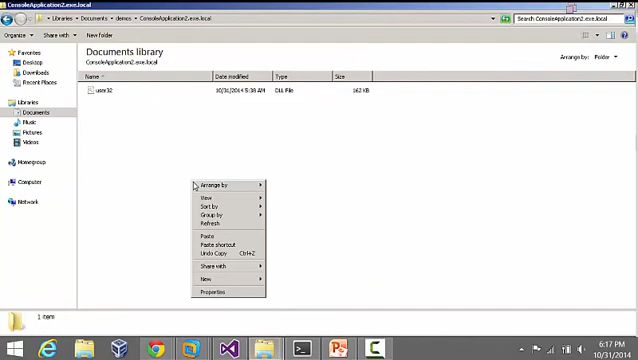 ConsoleApplication2.exe.local
Libraries Documents demos ConsoleApplication2.exe.local
Search ConsoleApplication2.exe.local
Organize Share with New folder
Favorites
Desktop
Downloads
Recent Places
Libraries
Documents
Music
Pictures
Videos
Homegroup
Computer
Network
Documents library
ConsoleApplication2.exe.local
Arrange by: Folder
Name Date modified Type Size
user32 10/31/2014 5:38 AM DLL File 162 KB
Arrange by
View
Sort by
Group by
Refresh
Paste
Paste shortcut
Undo Copy Ctrl+Z
Share with
New
Properties
1 item
6:17 PM
10/31/2014